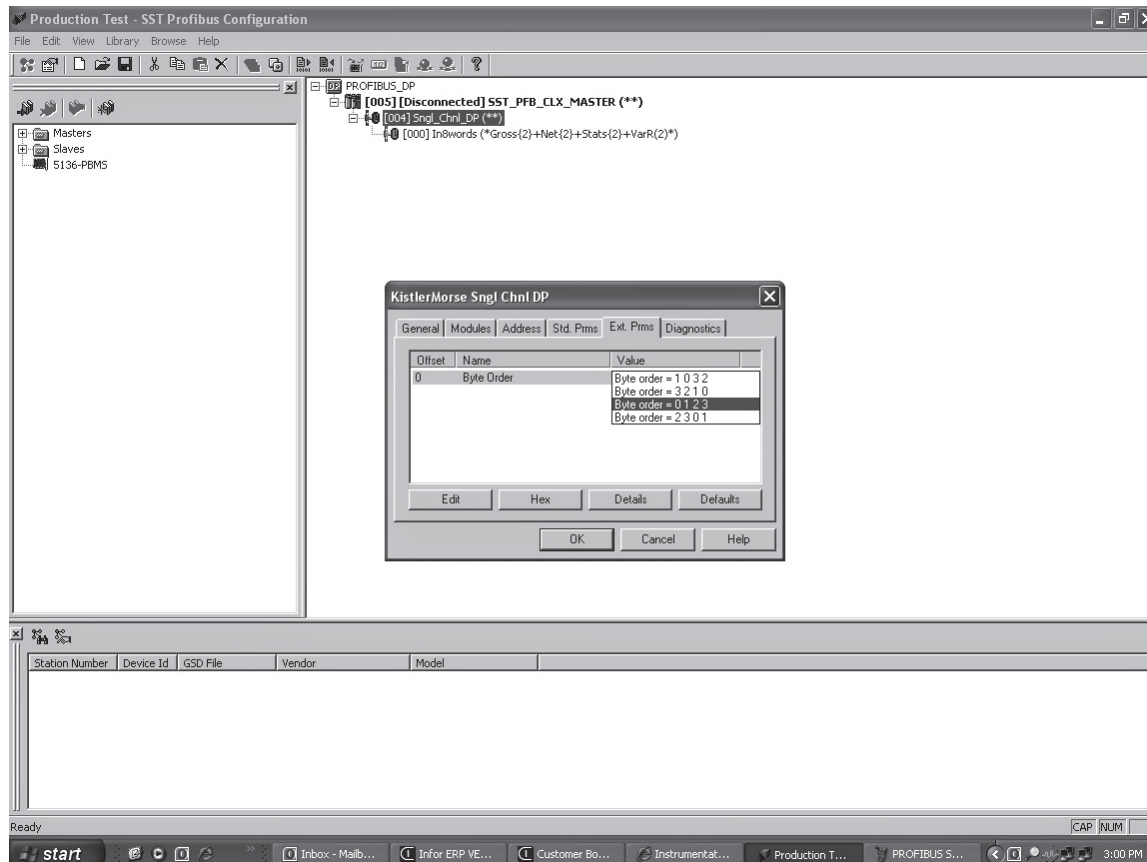 Production Test - SST Profibus Configuration
File Edit View Library Browse Help
PROFIBUS_DP
[005] [Disconnected] SST_PFB_CLX_MASTER (**)
[004] Sngl_Chnl_DP (**)
[000] In8words (*Gross{2}+Net{2}+Stats{2}+VarR(2)*)
Masters
Slaves
5136-PBMS
KistlerMorse Sngl Chnl DP
General Modules Address Std. Prms Ext. Prms Diagnostics
Offset Name Value
0 Byte Order
Byte order = 1 0 3 2
Byte order = 3 2 1 0
Byte order = 0 1 2 3
Byte order = 2 3 0 1
Edit Hex Details Defaults
OK Cancel Help
Station Number Device Id GSD File Vendor Model
Ready CAP NUM
start Inbox - Mailb... Infor ERP VE... Customer Bo... Instrumentat... Production T... PROFIBUS S... 3:00 PM